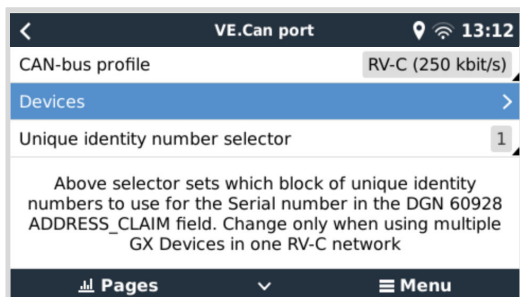 VE.Can port
13:12
CAN-bus profile
RV-C (250 kbit/s)
Devices
Unique identity number selector
1
Above selector sets which block of unique identity
numbers to use for the Serial number in the DGN 60928
ADDRESS_CLAIM field. Change only when using multiple
GX Devices in one RV-C network
Pages
Menu